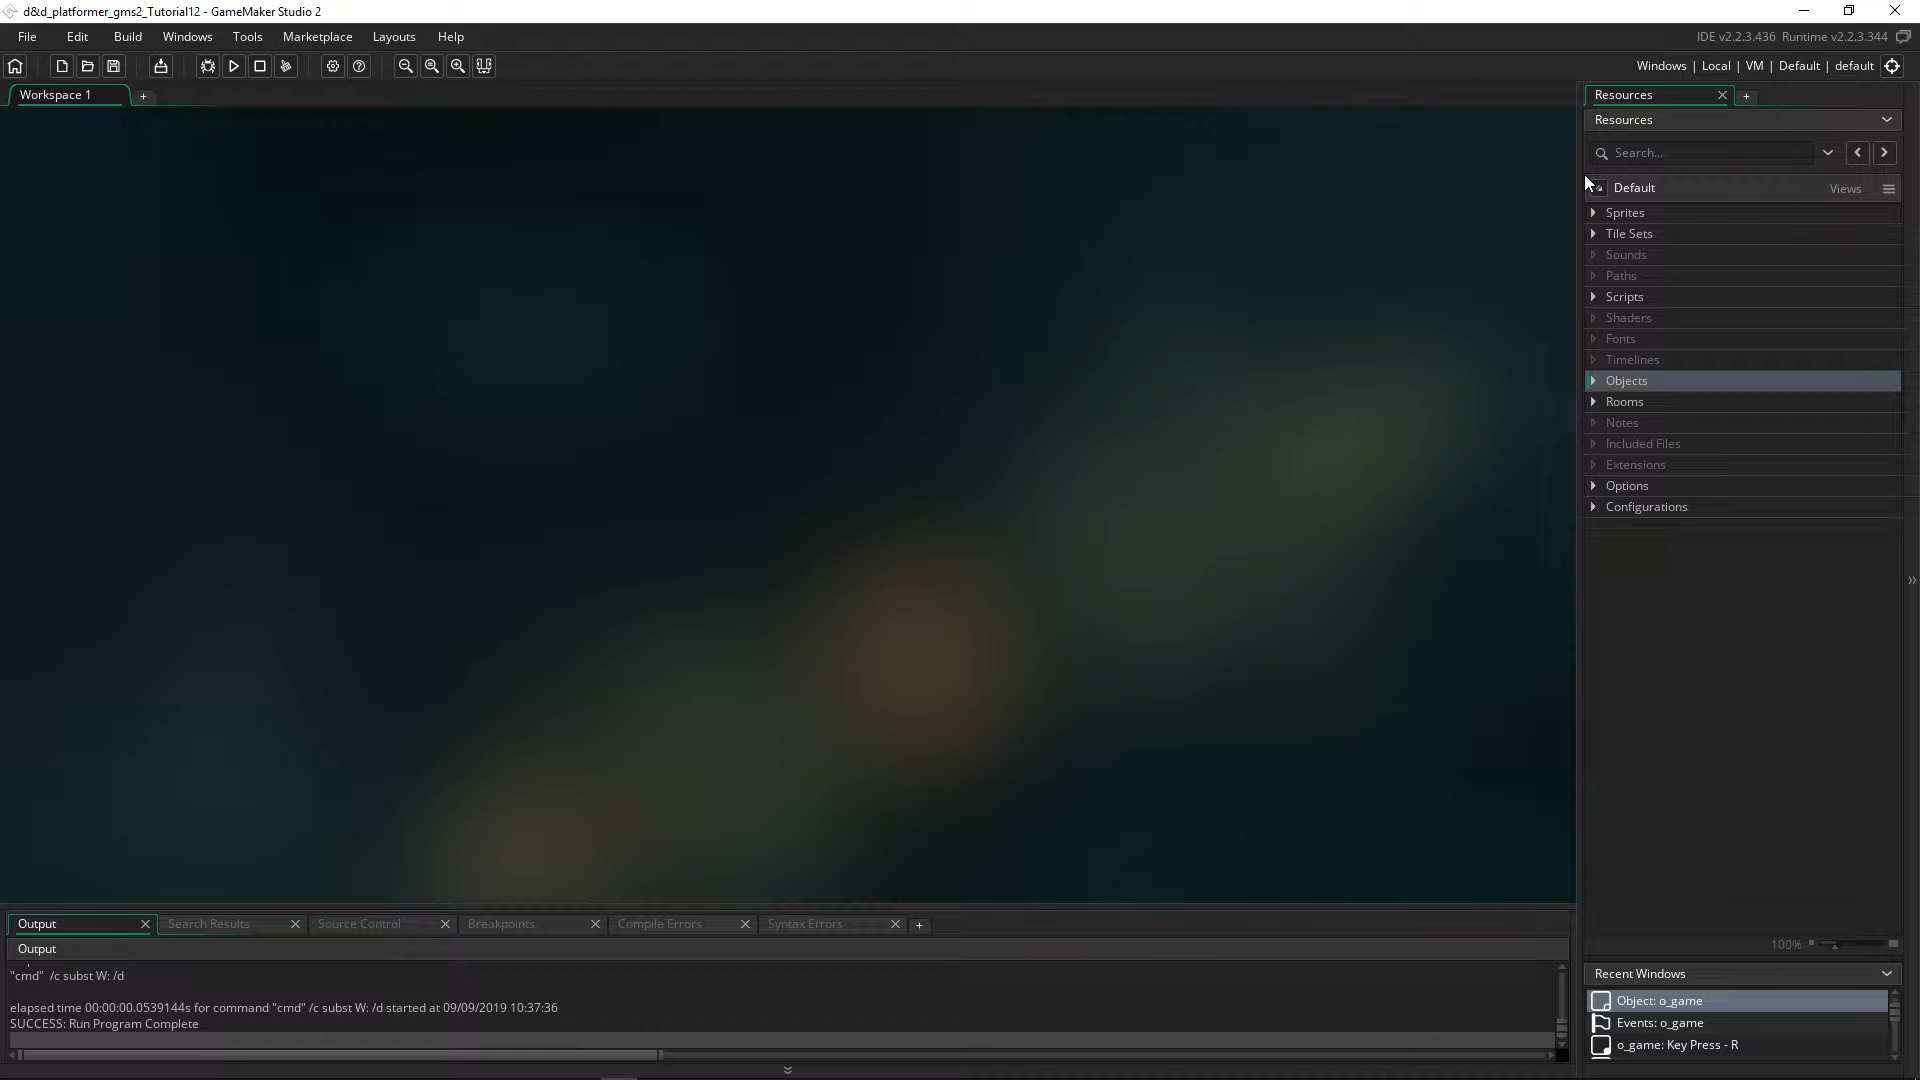 d&d_platformer_gms2_Tutorial12 - GameMaker Studio 2
File Edit Build Windows Tools Marketplace Layouts Help
IDE v2.2.3.436 Runtime v2.2.3.344
Windows | Local | VM | Default | default
Workspace 1
Resources
Resources
Search...
Default Views
Sprites
Tile Sets
Sounds
Paths
Scripts
Shaders
Fonts
Timelines
Objects
Rooms
Notes
Included Files
Extensions
Options
Configurations
100%
Output Search Results Source Control Breakpoints Compile Errors Syntax Errors
Output
"cmd" /c subst W: /d
elapsed time 00:00:00.0539144s for command "cmd" /c subst W: /d started at 09/09/2019 10:37:36
SUCCESS: Run Program Complete
Recent Windows
Object: o_game
Events: o_game
o_game: Key Press - R